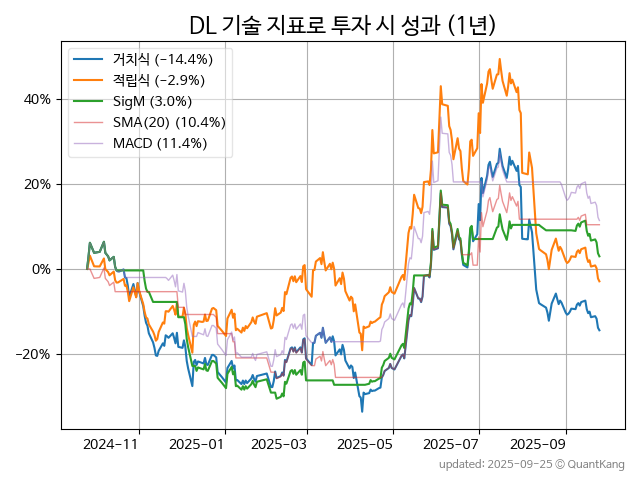 DL 기술 지표로 투자 시 성과 (1년)
거치식 (-14.4%)
적립식 (-2.9%)
SigM (3.0%)
SMA(20) (10.4%)
MACD (11.4%)
40%
20%
0%
-20%
2024-11 2025-01 2025-03 2025-05 2025-07 2025-09
updated: 2025-09-25 © QuantKang